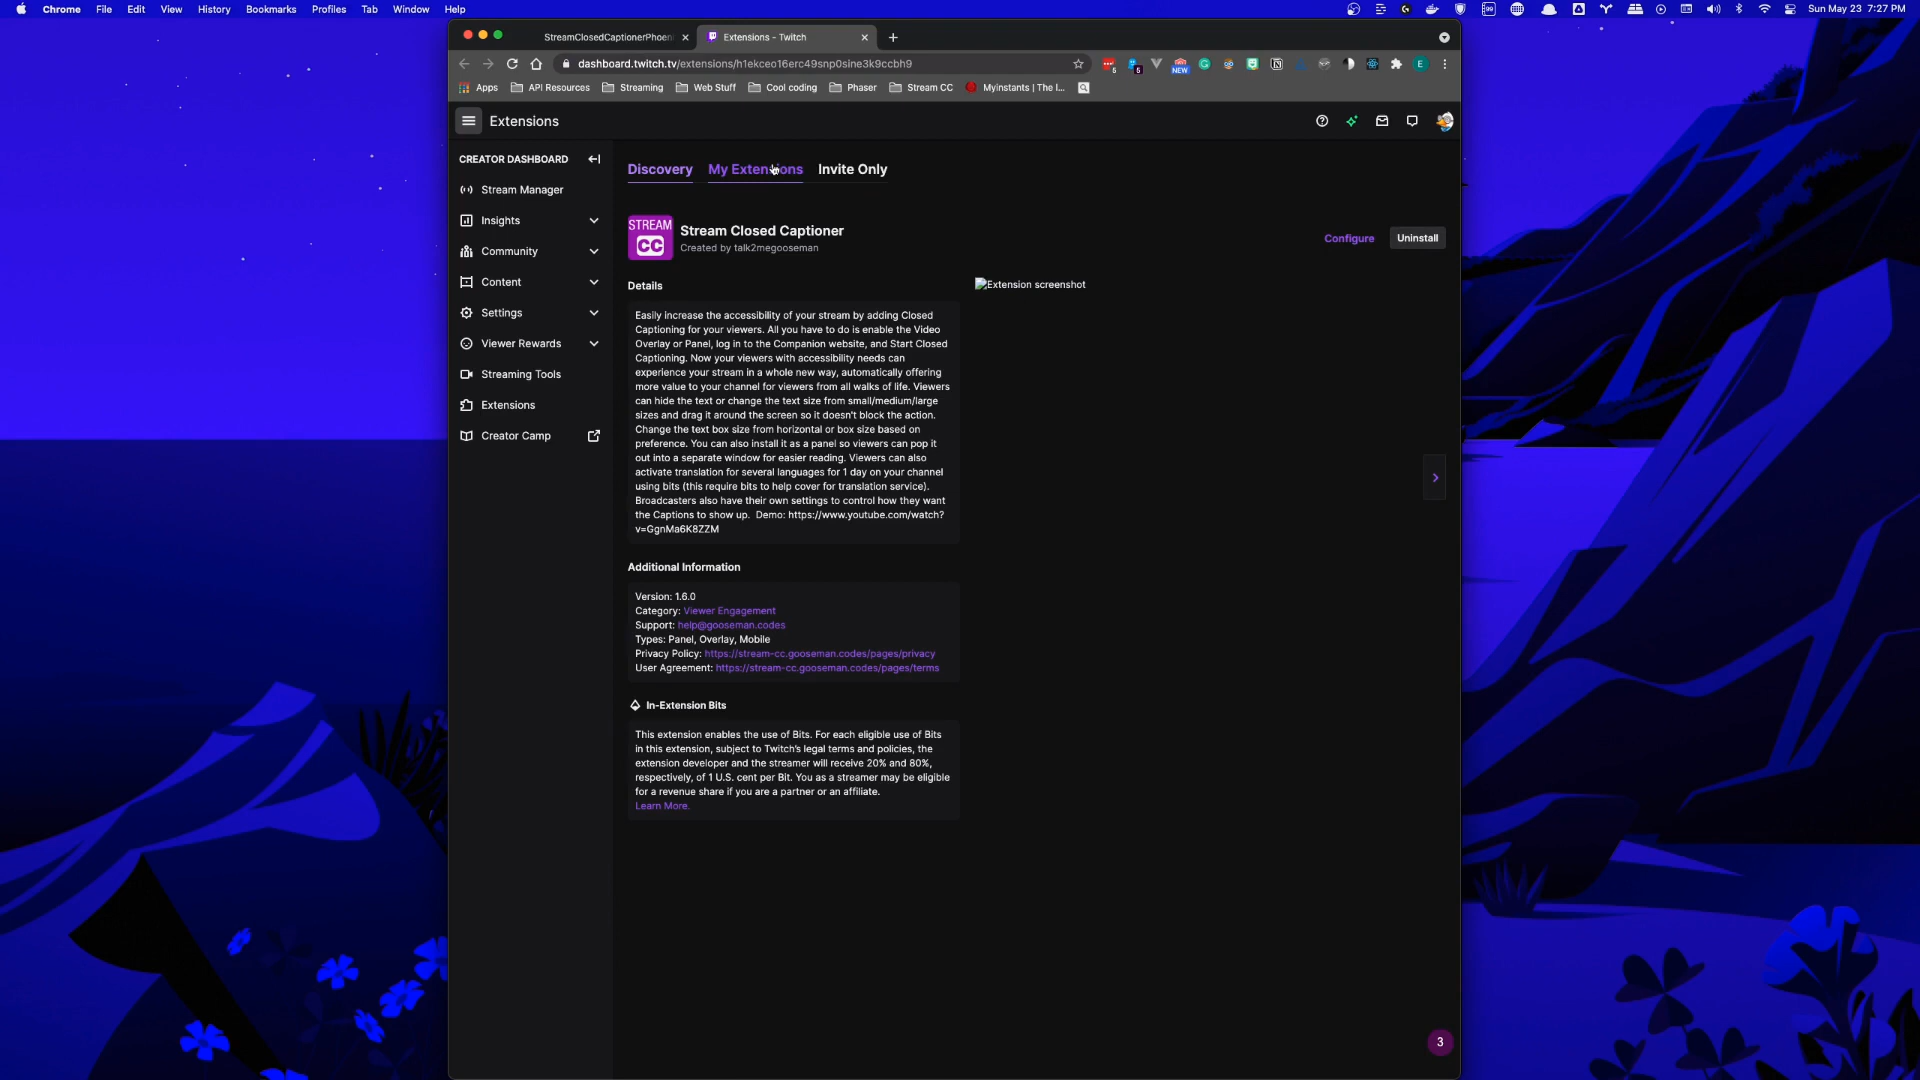 Chrome File Edit View History Bookmarks Profiles Tab Window Help
Sun May 23 7:27 PM
StreamClosedCaptionerPhoen
Extensions - Twitch
dashboard.twitch.tv/extensions/h1ekceo16erc49snp0sine3k9ccbh9
Apps API Resources Streaming Web Stuff Cool coding Phaser Stream CC MyInstants | The I...
Extensions
CREATOR DASHBOARD
Stream Manager
Insights
Community
Content
Settings
Viewer Rewards
Streaming Tools
Extensions
Creator Camp
Discovery My Extensions Invite Only
STREAM
CC
Stream Closed Captioner
Created by talk2megooseman
Configure
Uninstall
Details
Extension screenshot
Easily increase the accessibility of your stream by adding Closed
Captioning for your viewers. All you have to do is enable the Video
Overlay or Panel, log in to the Companion website, and Start Closed
Captioning. Now your viewers with accessibility needs can
experience your stream in a whole new way, automatically offering
more value to your channel for viewers from all walks of life. Viewers
can hide the text or change the text size from small/medium/large
sizes and drag it around the screen so it doesn't block the action.
Change the text box size from horizontal or box size based on
preference. You can also install it as a panel so viewers can pop it
out into a separate window for easier reading. Viewers can also
activate translation for several languages for 1 day on your channel
using bits (this require bits to help cover for translation service).
Broadcasters also have their own settings to control how they want
the Captions to show up. Demo: https://www.youtube.com/watch?
v=GgnMa6K8ZZM
Additional Information
Version: 1.6.0
Category: Viewer Engagement
Support: help@gooseman.codes
Types: Panel, Overlay, Mobile
Privacy Policy: https://stream-cc.gooseman.codes/pages/privacy
User Agreement: https://stream-cc.gooseman.codes/pages/terms
In-Extension Bits
This extension enables the use of Bits. For each eligible use of Bits
in this extension, subject to Twitch's legal terms and policies, the
extension developer and the streamer will receive 20% and 80%,
respectively, of 1 U.S. cent per Bit. You as a streamer may be eligible
for a revenue share if you are a partner or an affiliate.
Learn More.
3